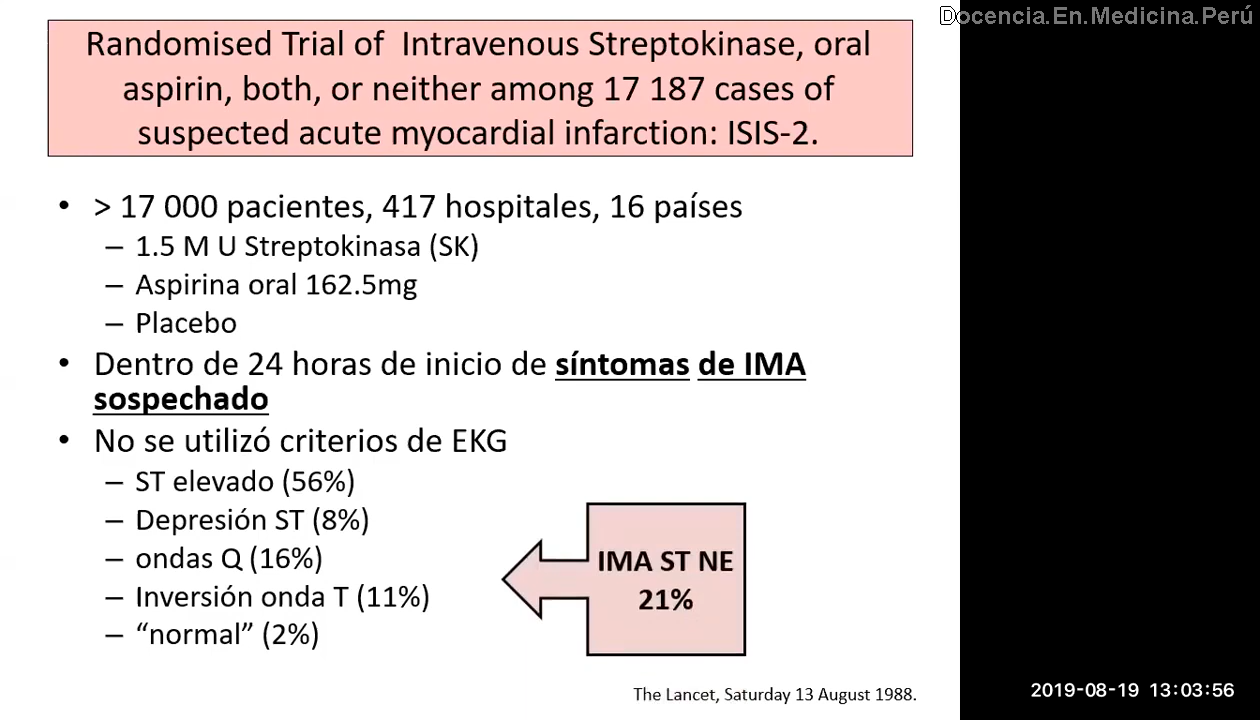 Docencia.En.Medicina.Perú
Randomised Trial of Intravenous Streptokinase, oral
aspirin, both, or neither among 17 187 cases of
suspected acute myocardial infarction: ISIS-2.
• > 17 000 pacientes, 417 hospitales, 16 países
– 1.5 M U Streptokinasa (SK)
– Aspirina oral 162.5mg
– Placebo
• Dentro de 24 horas de inicio de síntomas de IMA
sospechado
• No se utilizó criterios de EKG
– ST elevado (56%)
– Depresión ST (8%)
– ondas Q (16%)
– Inversión onda T (11%)
– “normal” (2%)
IMA ST NE
21%
The Lancet, Saturday 13 August 1988.
2019-08-19 13:03:56